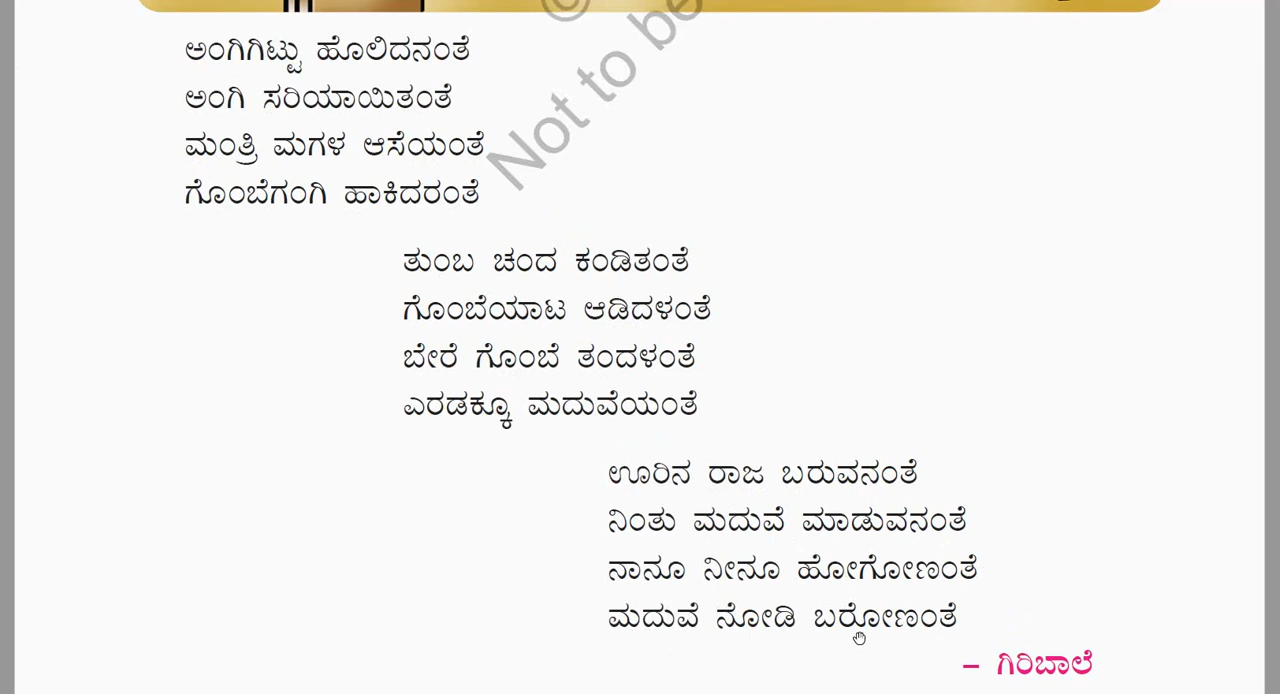 © Not to be
ಅಂಗಿಗಿಟ್ಟು ಹೊಲಿದನಂತೆ
ಅಂಗಿ ಸರಿಯಾಯಿತಂತೆ
ಮಂತ್ರಿ ಮಗಳ ಆಸೆಯಂತೆ
ಗೊಂಬೆಗಂಗಿ ಹಾಕಿದರಂತೆ
ತುಂಬ ಚಂದ ಕಂಡಿತಂತೆ
ಗೊಂಬೆಯಾಟ ಆಡಿದಳಂತೆ
ಬೇರೆ ಗೊಂಬೆ ತಂದಳಂತೆ
ಎರಡಕ್ಕೂ ಮದುವೆಯಂತೆ
ಊರಿನ ರಾಜ ಬರುವನಂತೆ
ನಿಂತು ಮದುವೆ ಮಾಡುವನಂತೆ
ನಾನೂ ನೀನೂ ಹೋಗೋಣಂತೆ
ಮದುವೆ ನೋಡಿ ಬರೋಣಂತೆ
– ಗಿರಿಬಾಲೆ